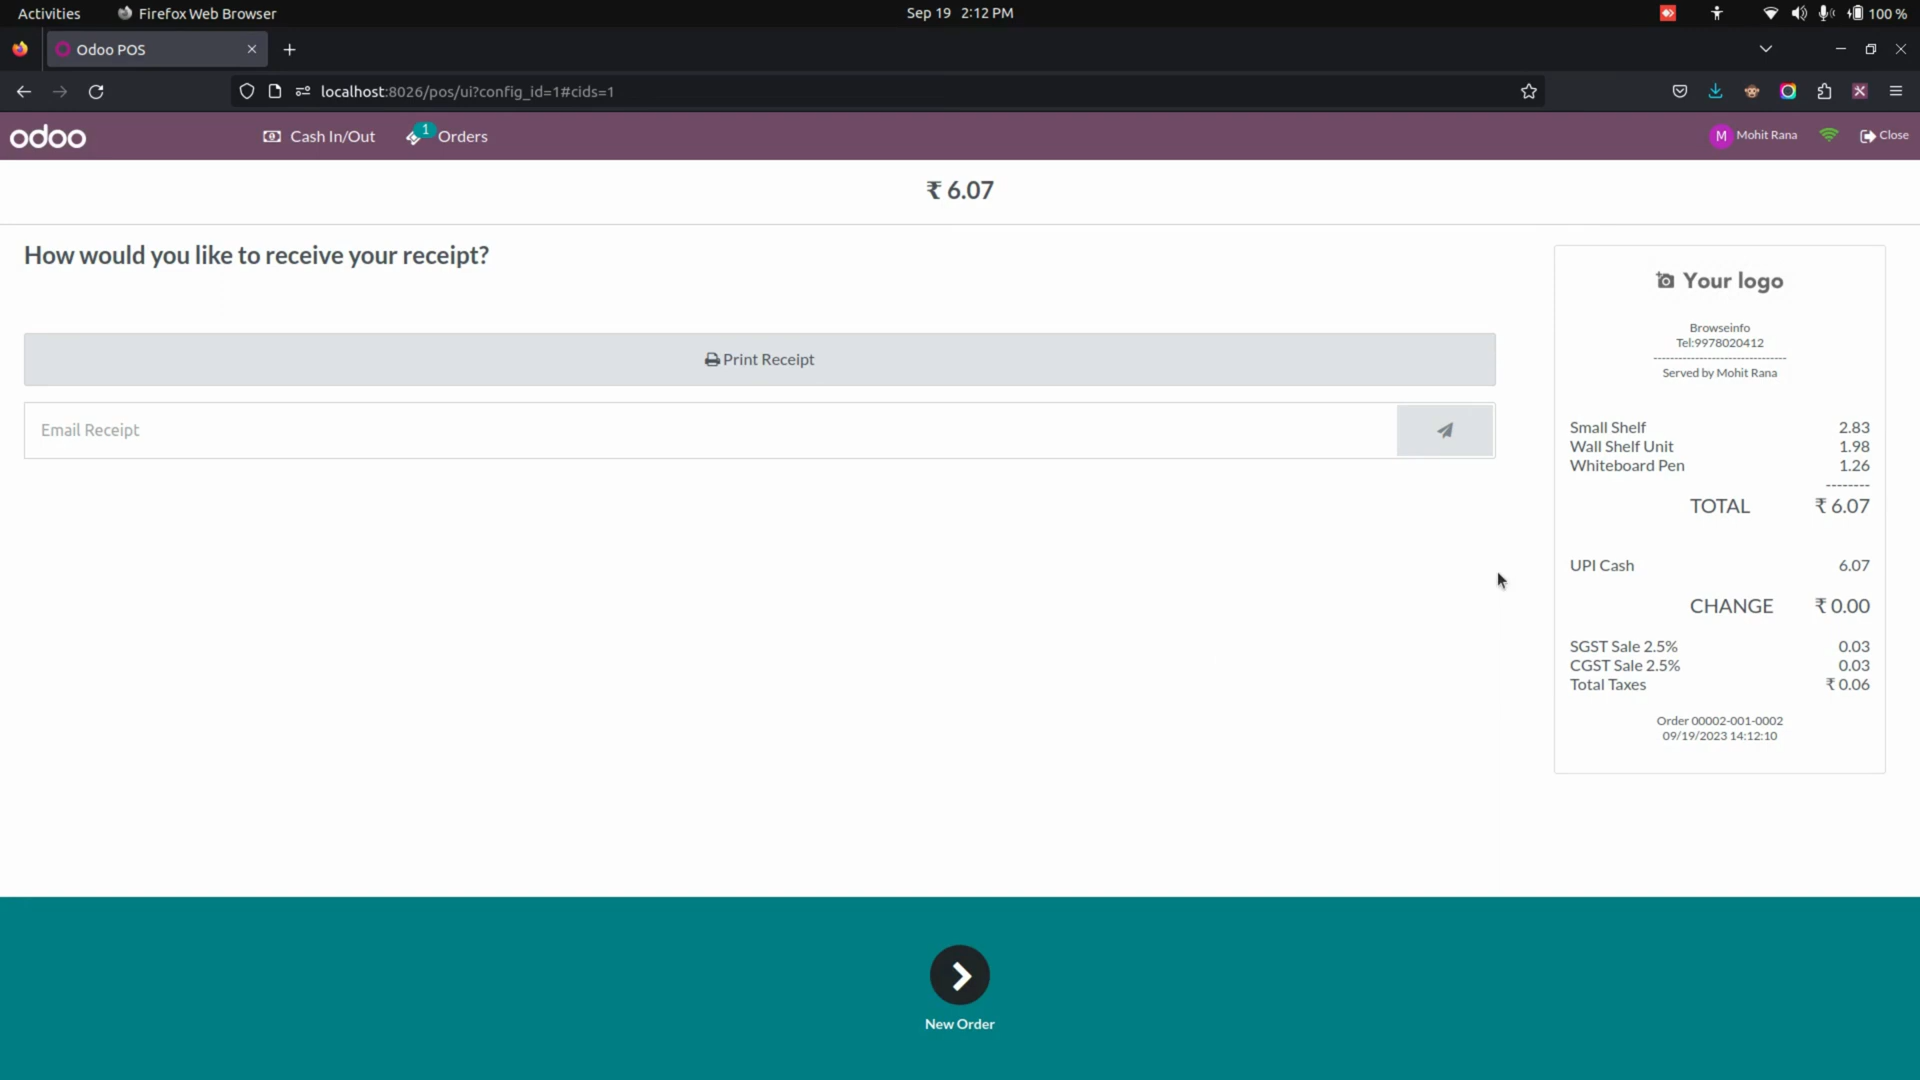 Activities Firefox Web Browser Sep 19 2:12 PM 100 %
Odoo POS
localhost:8026/pos/ui?config_id=1#cids=1
odoo Cash In/Out 1 Orders M Mohit Rana Close
₹ 6.07
How would you like to receive your receipt?
Print Receipt
Email Receipt
Your logo
Browseinfo
Tel:9978020412
--------------------------------
Served by Mohit Rana
Small Shelf 2.83
Wall Shelf Unit 1.98
Whiteboard Pen 1.26
--------
TOTAL ₹ 6.07
UPI Cash 6.07
CHANGE ₹ 0.00
SGST Sale 2.5% 0.03
CGST Sale 2.5% 0.03
Total Taxes ₹ 0.06
Order 00002-001-0002
09/19/2023 14:12:10
New Order